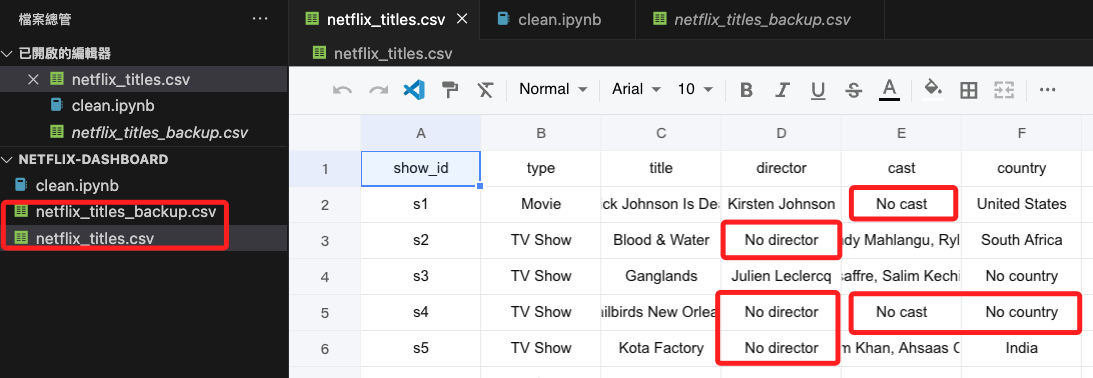 檔案總管 ···
已開啟的編輯器
netflix_titles.csv
clean.ipynb
netflix_titles_backup.csv
NETFLIX-DASHBOARD
clean.ipynb
netflix_titles_backup.csv
netflix_titles.csv
netflix_titles.csv clean.ipynb netflix_titles_backup.csv
netflix_titles.csv
Normal Arial 10 B I U S A ···
A B C D E F
1 show_id type title director cast country
2 s1 Movie ck Johnson Is Dea Kirsten Johnson No cast United States
3 s2 TV Show Blood & Water No director dy Mahlangu, Ryl South Africa
4 s3 TV Show Ganglands Julien Leclercq saffre, Salim Kechi No country
5 s4 TV Show ilbirds New Orlea No director No cast No country
6 s5 TV Show Kota Factory No director m Khan, Ahsaas C India